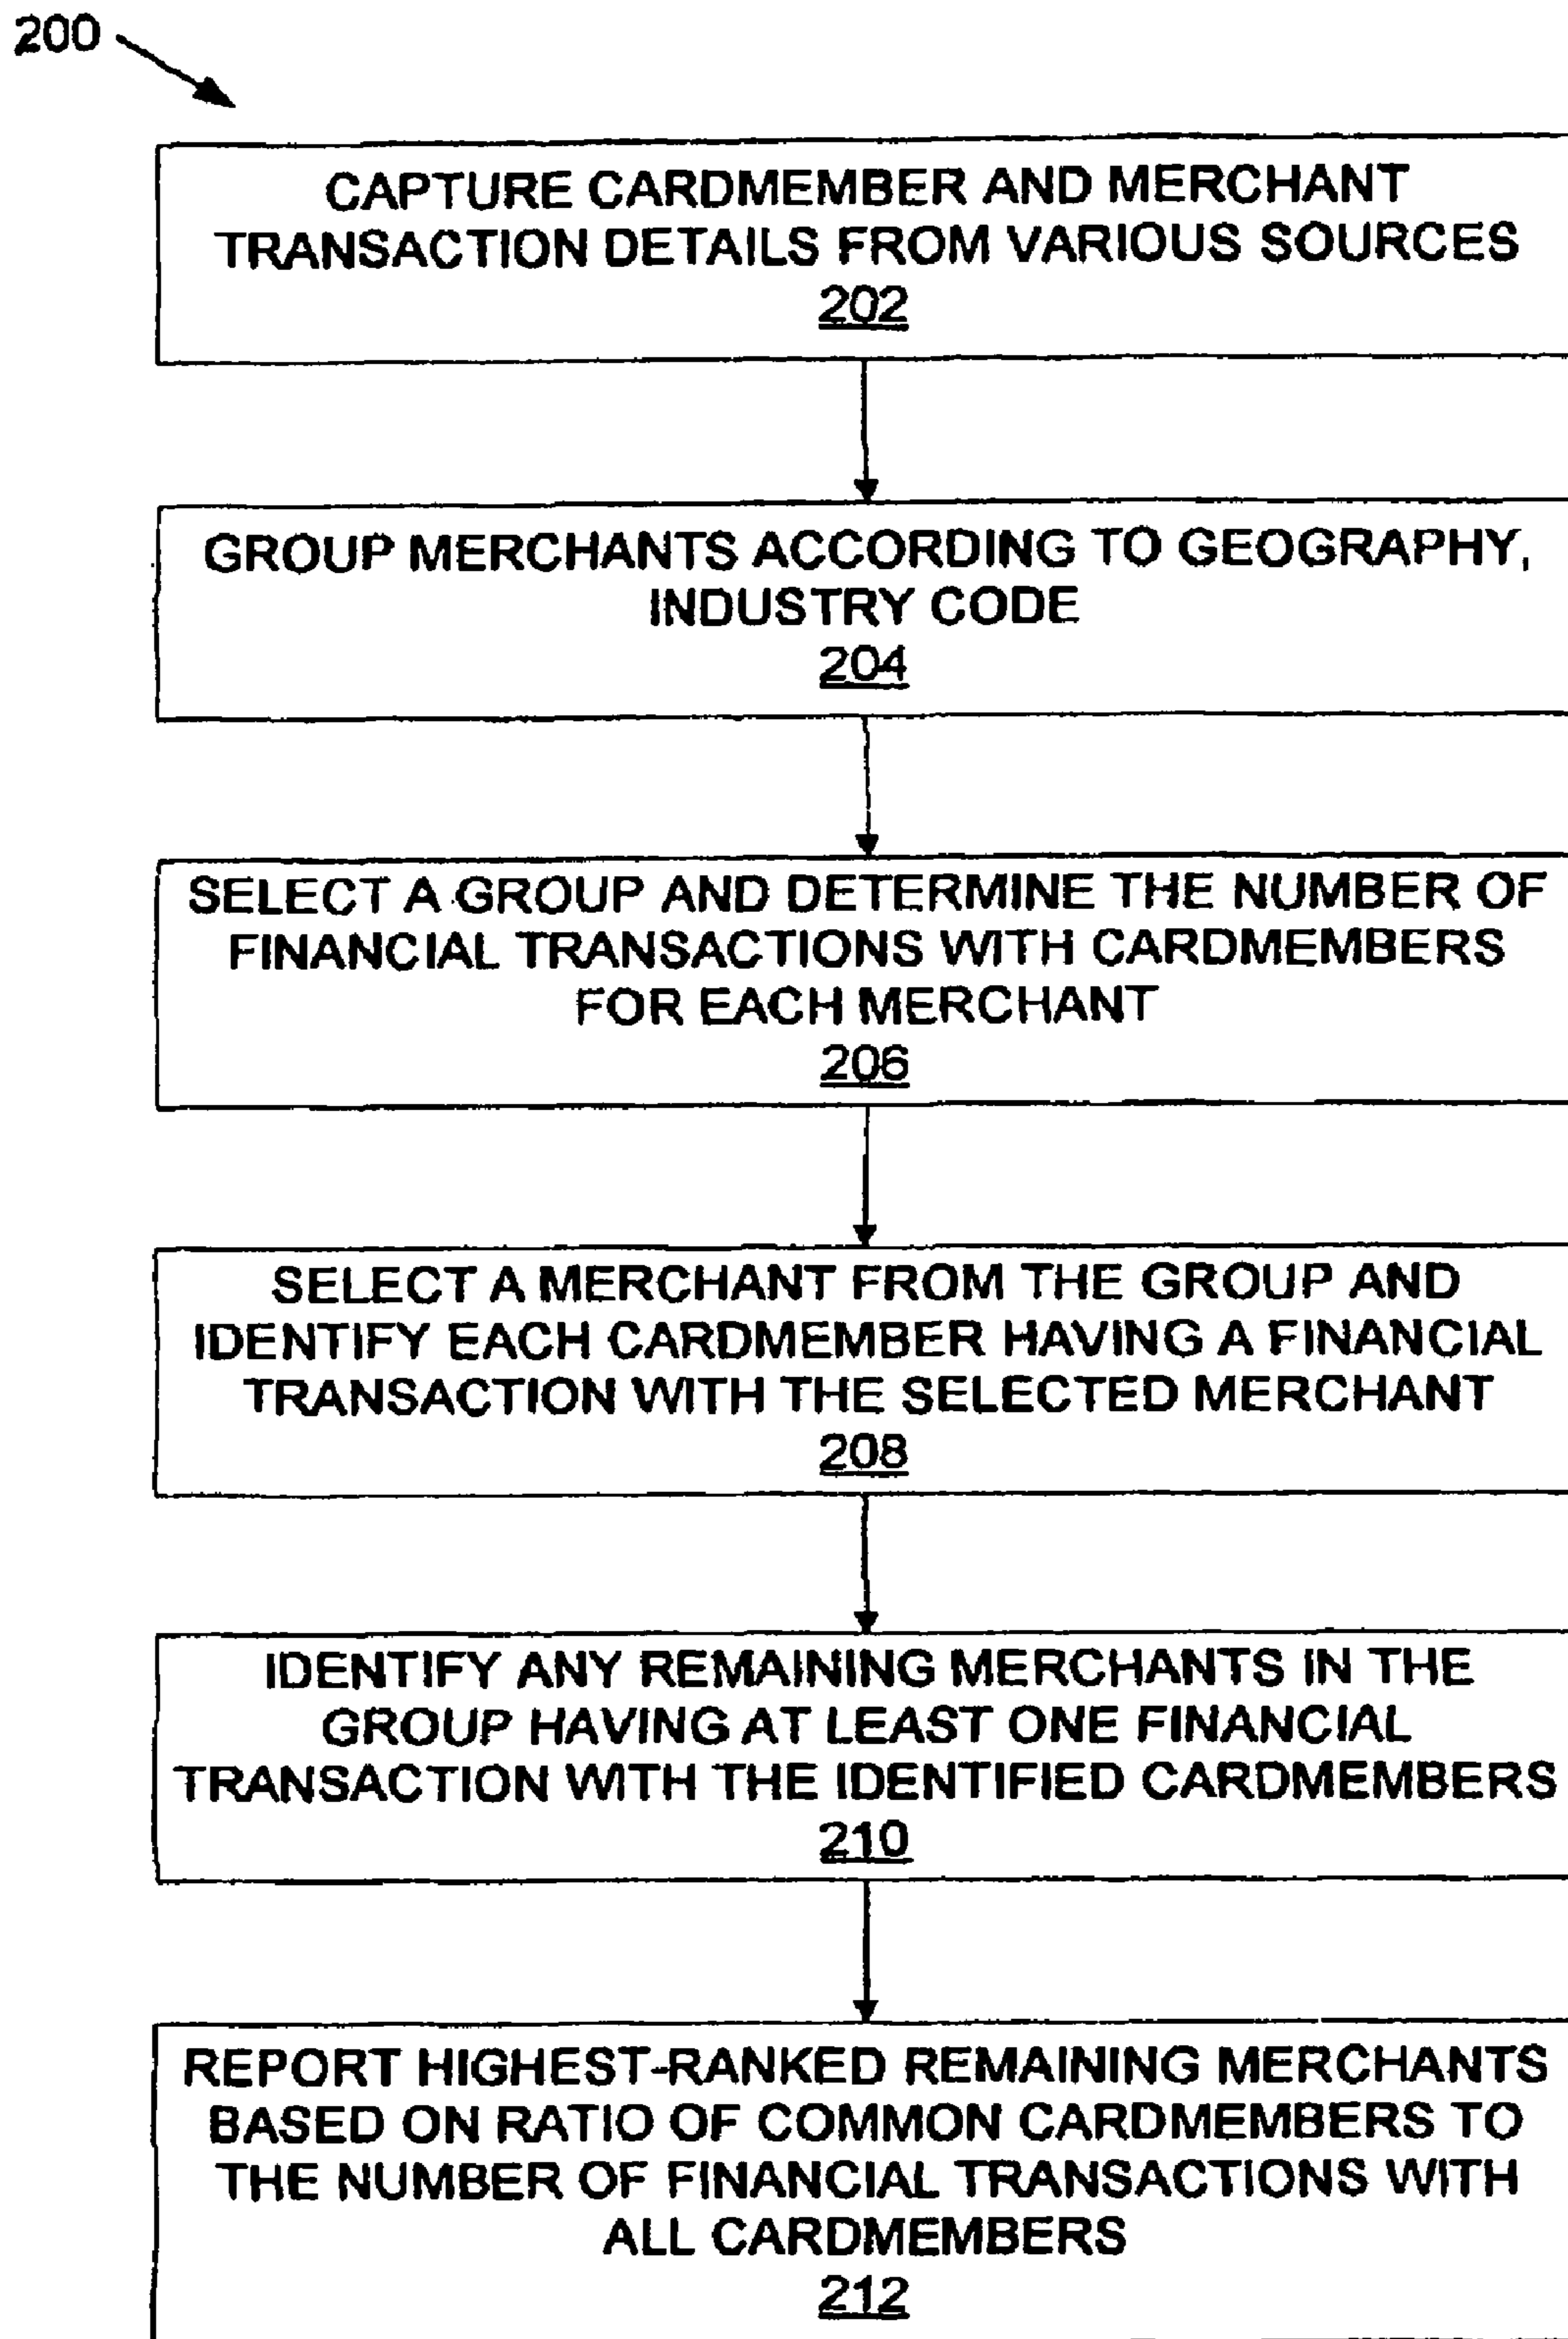 200
CAPTURE CARDMEMBER AND MERCHANT
TRANSACTION DETAILS FROM VARIOUS SOURCES
202
GROUP MERCHANTS ACCORDING TO GEOGRAPHY,
INDUSTRY CODE
204
SELECT A GROUP AND DETERMINE THE NUMBER OF
FINANCIAL TRANSACTIONS WITH CARDMEMBERS
FOR EACH MERCHANT
206
SELECT A MERCHANT FROM THE GROUP AND
IDENTIFY EACH CARDMEMBER HAVING A FINANCIAL
TRANSACTION WITH THE SELECTED MERCHANT
208
IDENTIFY ANY REMAINING MERCHANTS IN THE
GROUP HAVING AT LEAST ONE FINANCIAL
TRANSACTION WITH THE IDENTIFIED CARDMEMBERS
210
REPORT HIGHEST-RANKED REMAINING MERCHANTS
BASED ON RATIO OF COMMON CARDMEMBERS TO
THE NUMBER OF FINANCIAL TRANSACTIONS WITH
ALL CARDMEMBERS
212